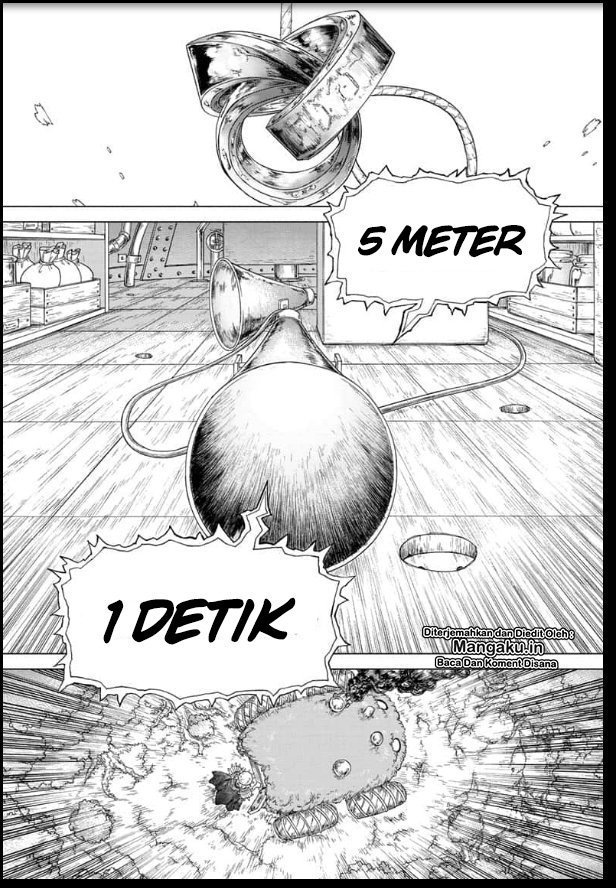 5 METER
1 DETIK
Diterjemahkan dan Diedit Oleh :
Mangaku.in
Baca Dan Koment Disana